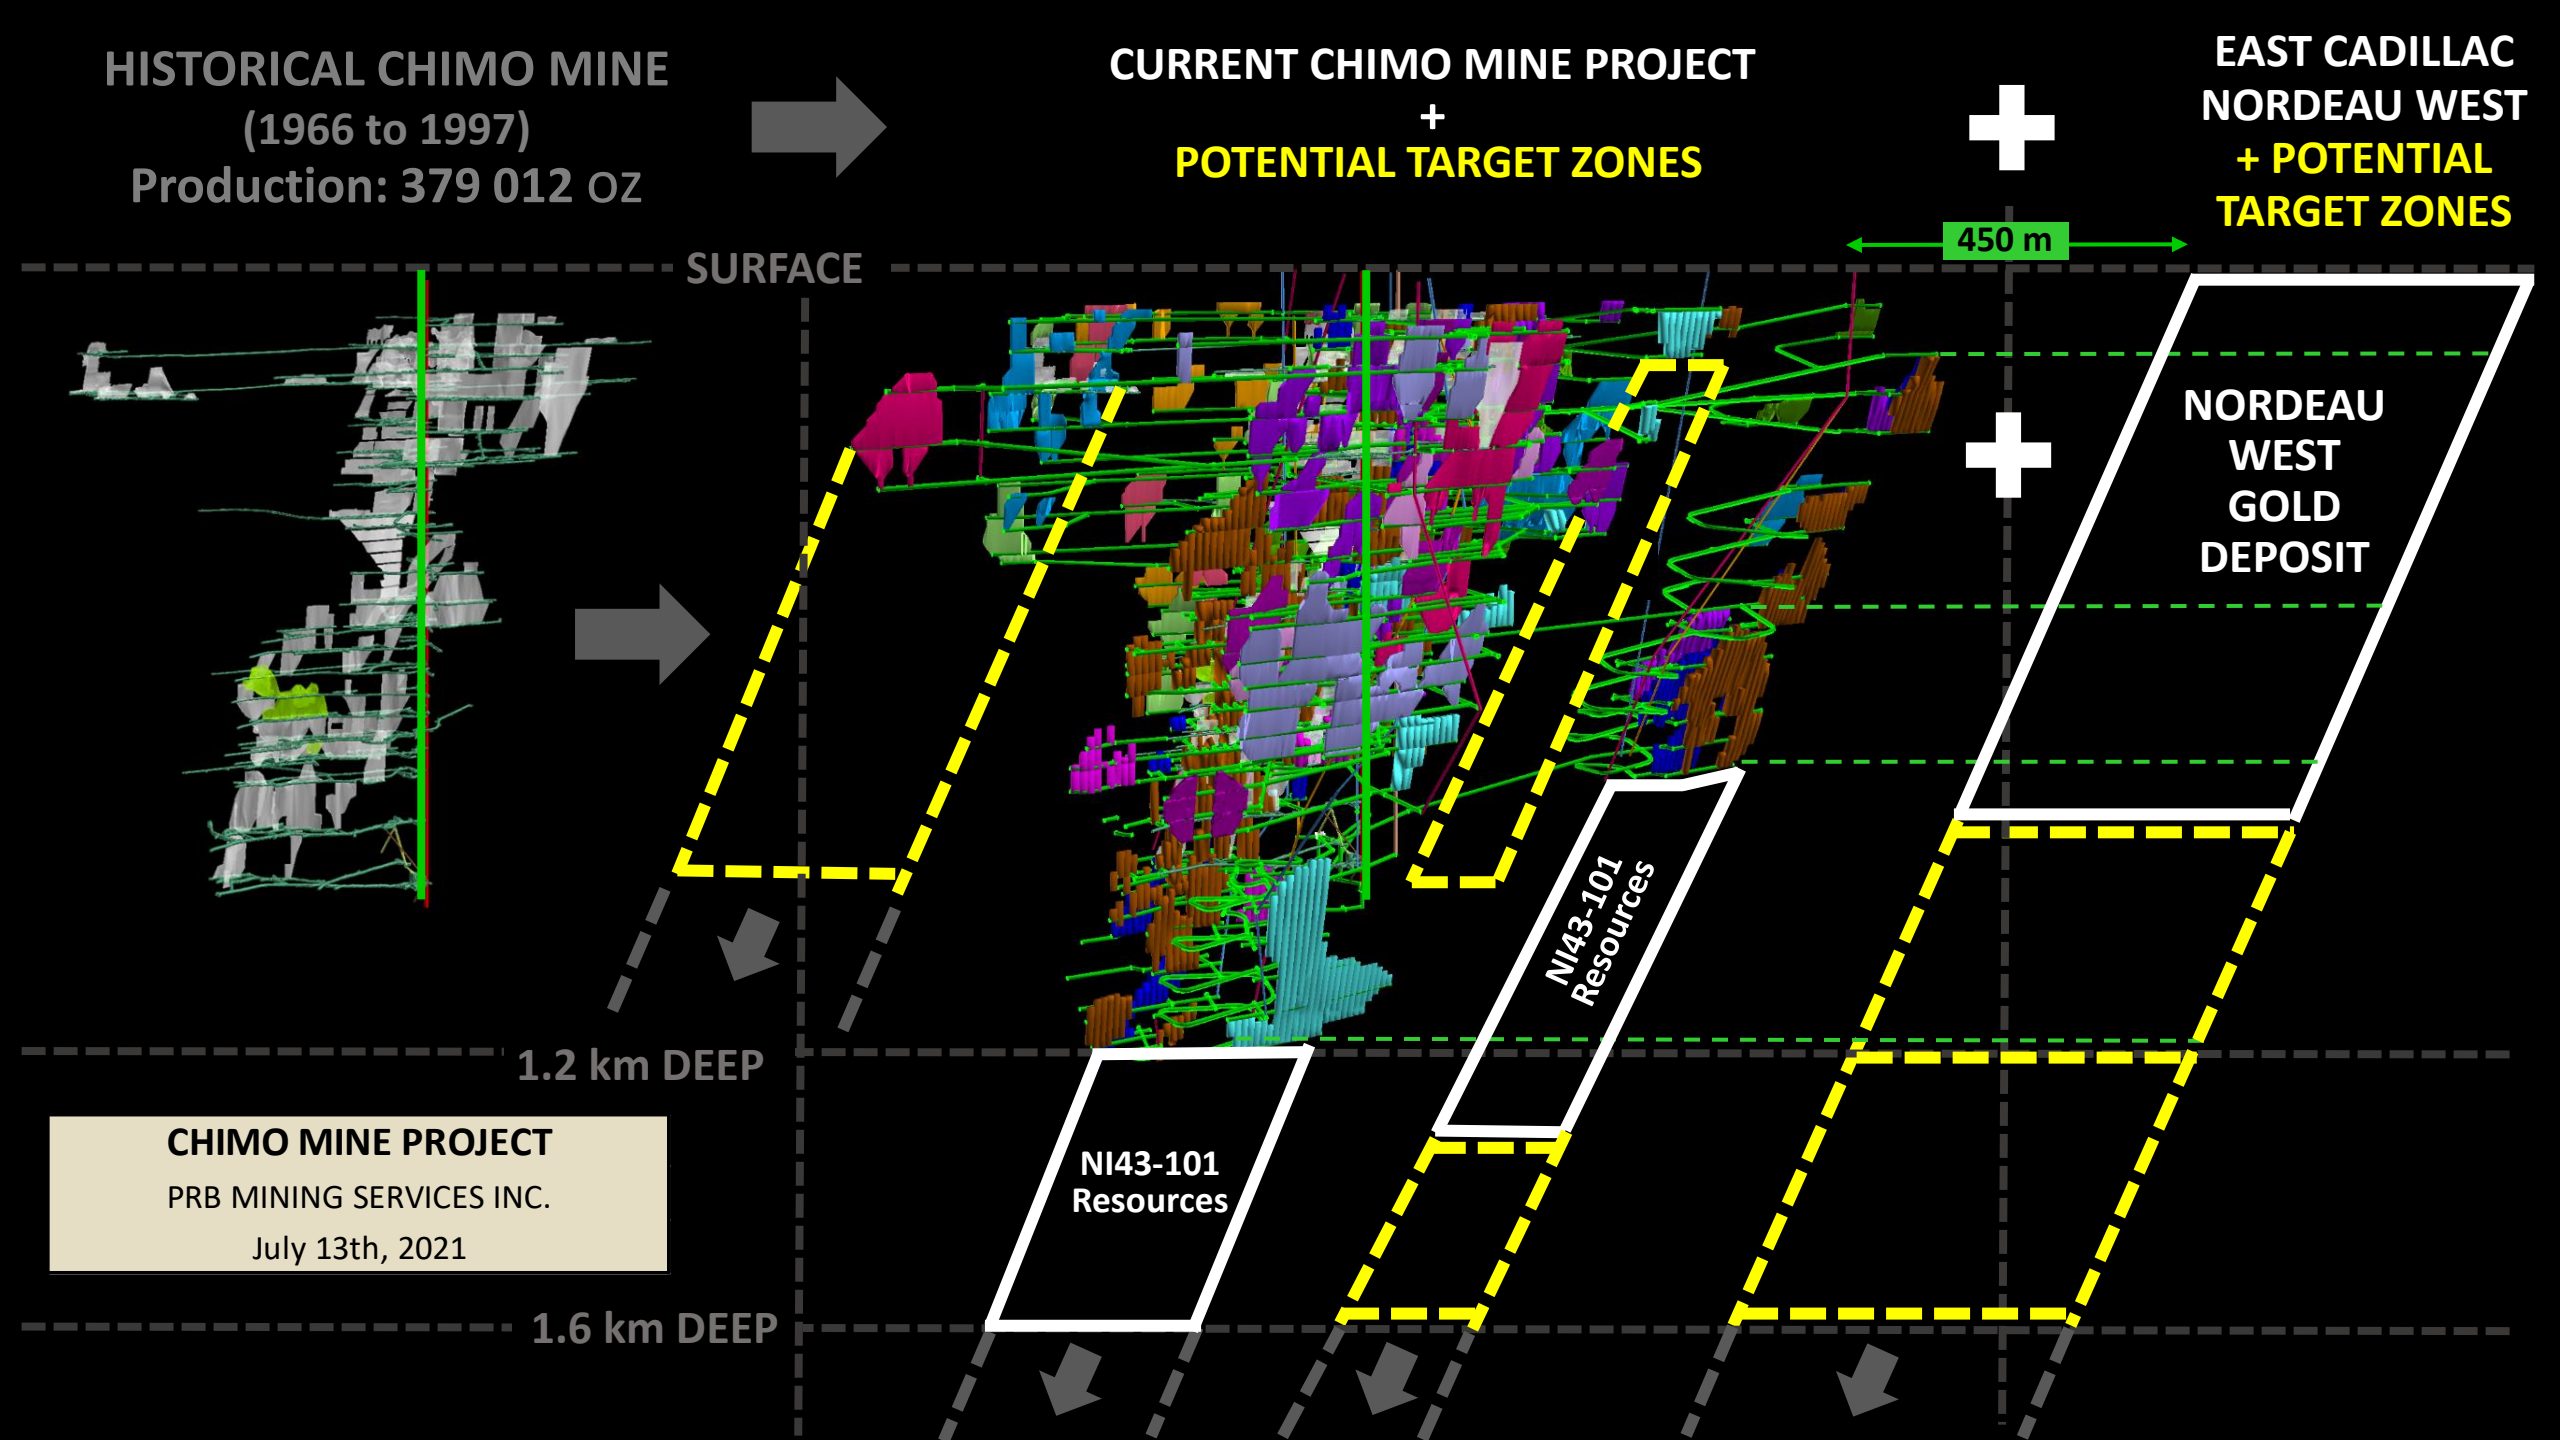 HISTORICAL CHIMO MINE
(1966 to 1997)
Production: 379 012 OZ
CURRENT CHIMO MINE PROJECT
+
POTENTIAL TARGET ZONES
EAST CADILLAC
NORDEAU WEST
+ POTENTIAL
TARGET ZONES
450 m
SURFACE
NORDEAU
WEST
GOLD
DEPOSIT
NI43-101
Resources
1.2 km DEEP
CHIMO MINE PROJECT
PRB MINING SERVICES INC.
July 13th, 2021
NI43-101
Resources
1.6 km DEEP